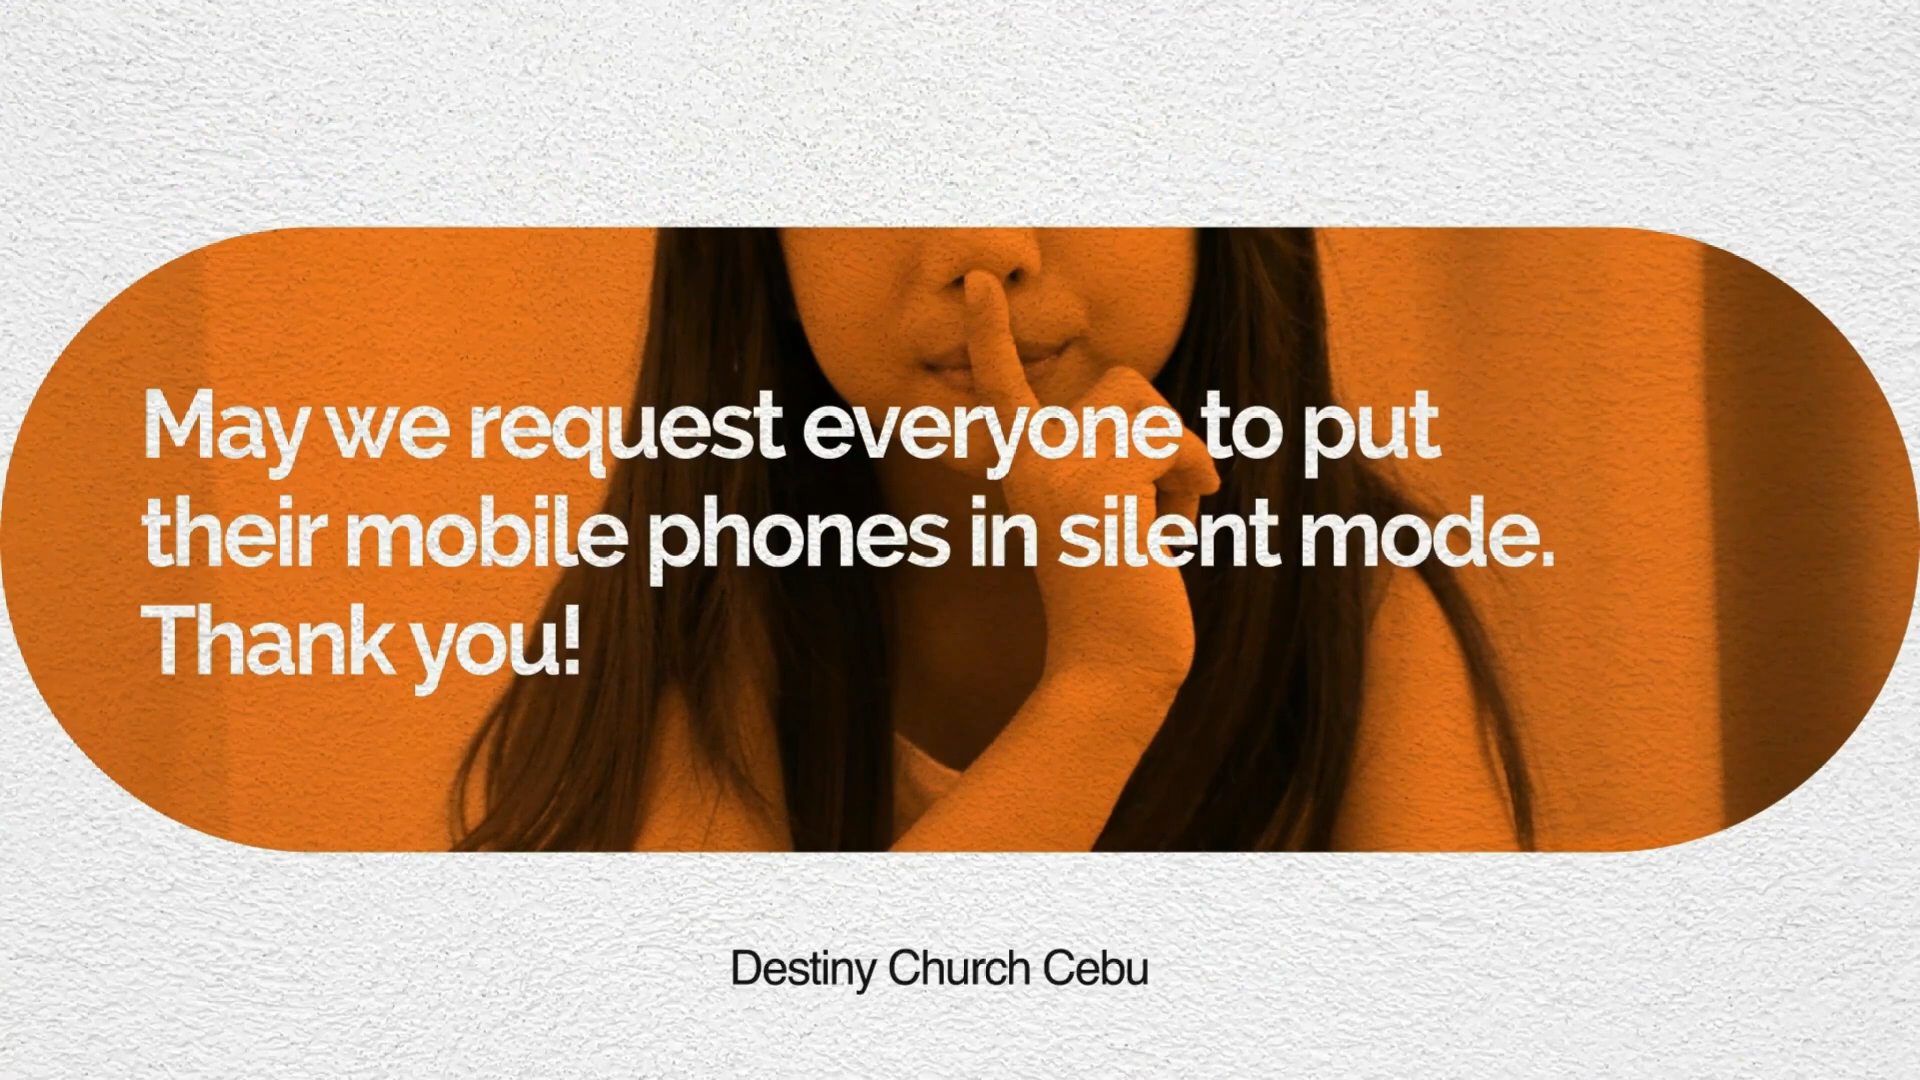 May we request everyone to put
their mobile phones in silent mode.
Thank you!
Destiny Church Cebu